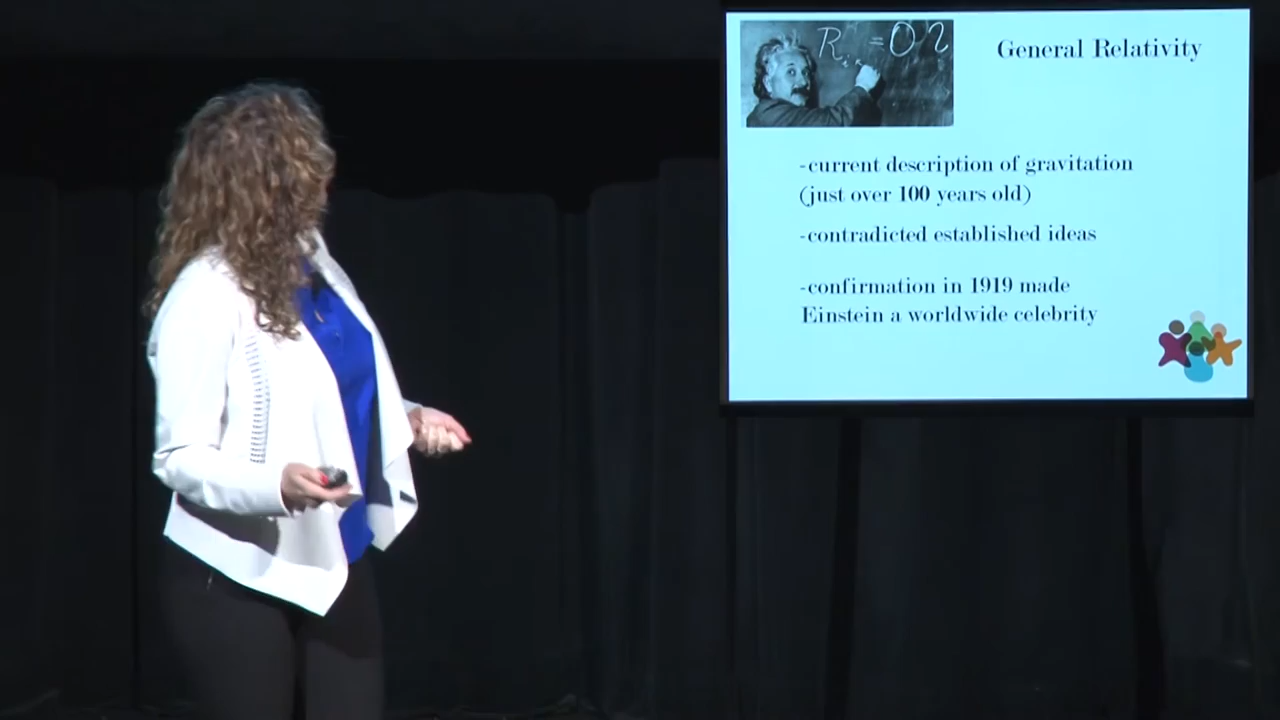 R = 0 ?
General Relativity
-current description of gravitation
(just over 100 years old)
-contradicted established ideas
-confirmation in 1919 made
Einstein a worldwide celebrity